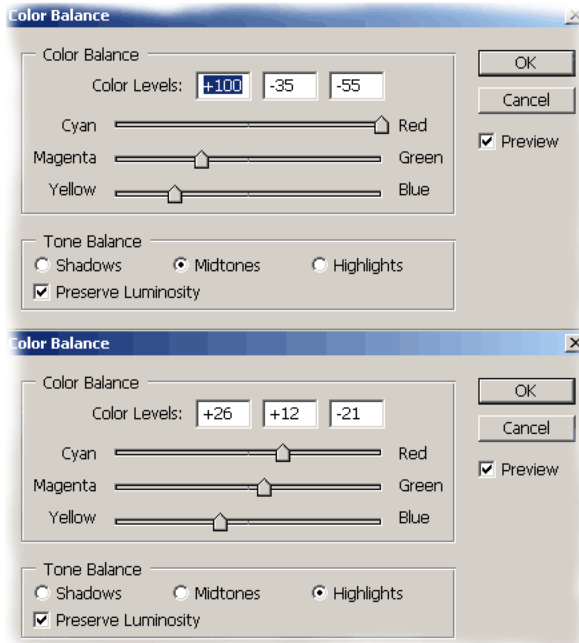 Color Balance
Color Balance
Color Levels: +100 -35 -55
Cyan Red
Magenta Green
Yellow Blue
OK
Cancel
Preview
Tone Balance
Shadows Midtones Highlights
Preserve Luminosity
Color Balance
Color Balance
Color Levels: +26 +12 -21
Cyan Red
Magenta Green
Yellow Blue
OK
Cancel
Preview
Tone Balance
Shadows Midtones Highlights
Preserve Luminosity